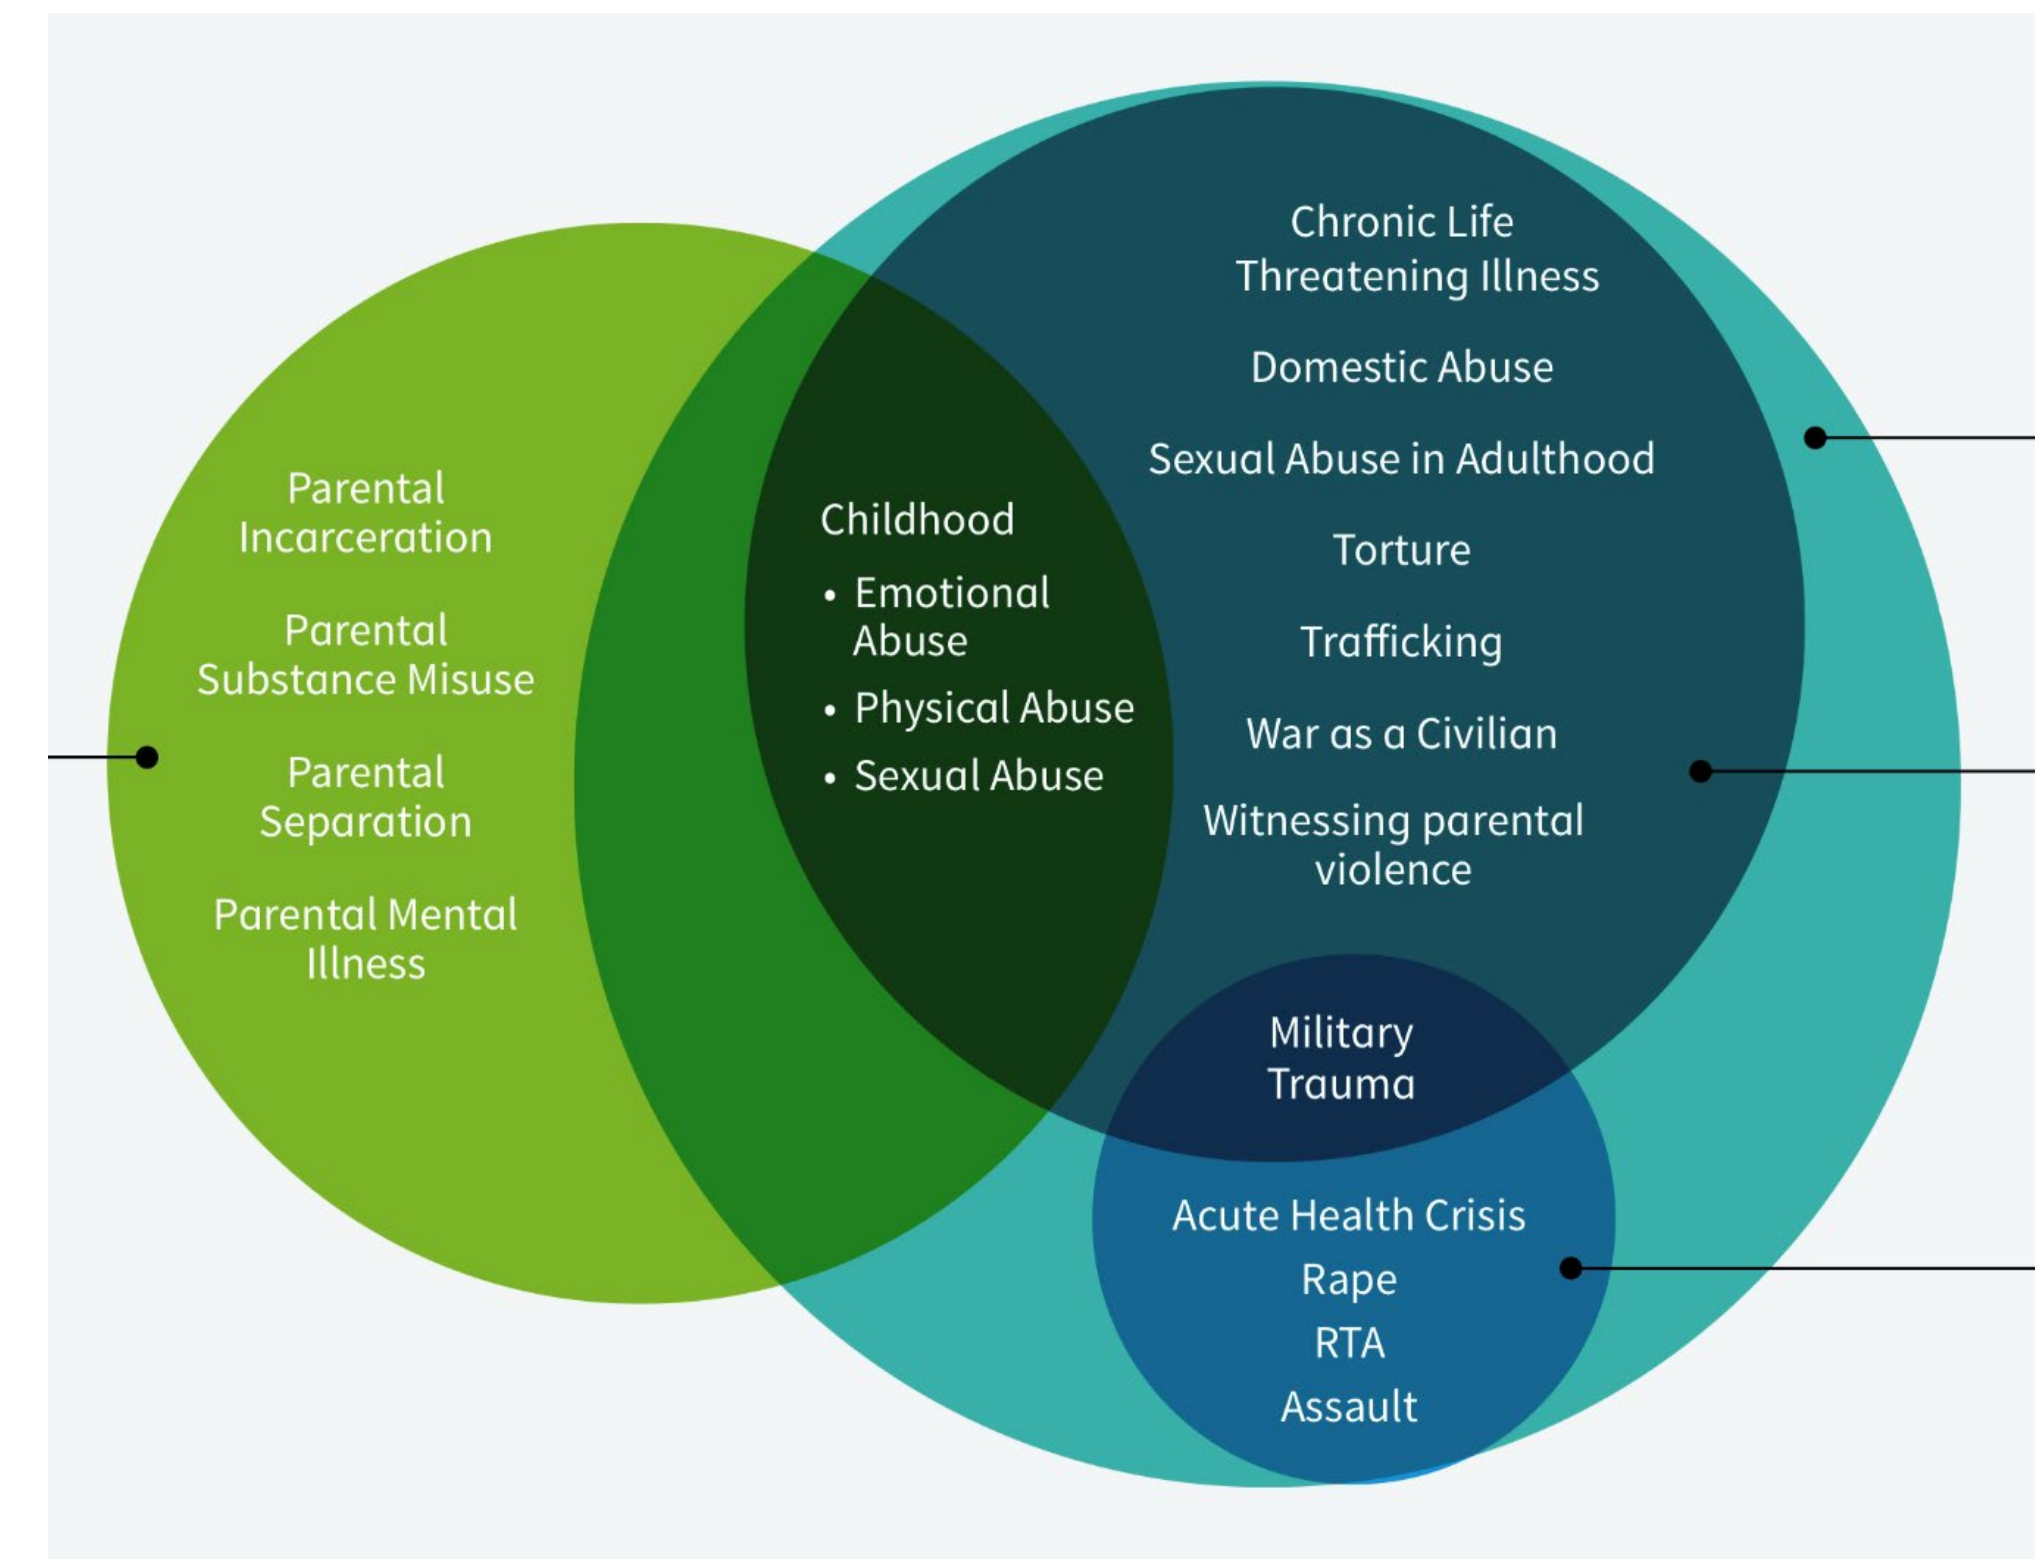 Parental
Incarceration
Parental
Substance Misuse
Parental
Separation
Parental Mental
Illness
Childhood
• Emotional
Abuse
• Physical Abuse
• Sexual Abuse
Chronic Life
Threatening Illness
Domestic Abuse
Sexual Abuse in Adulthood
Torture
Trafficking
War as a Civilian
Witnessing parental
violence
Military
Trauma
Acute Health Crisis
Rape
RTA
Assault